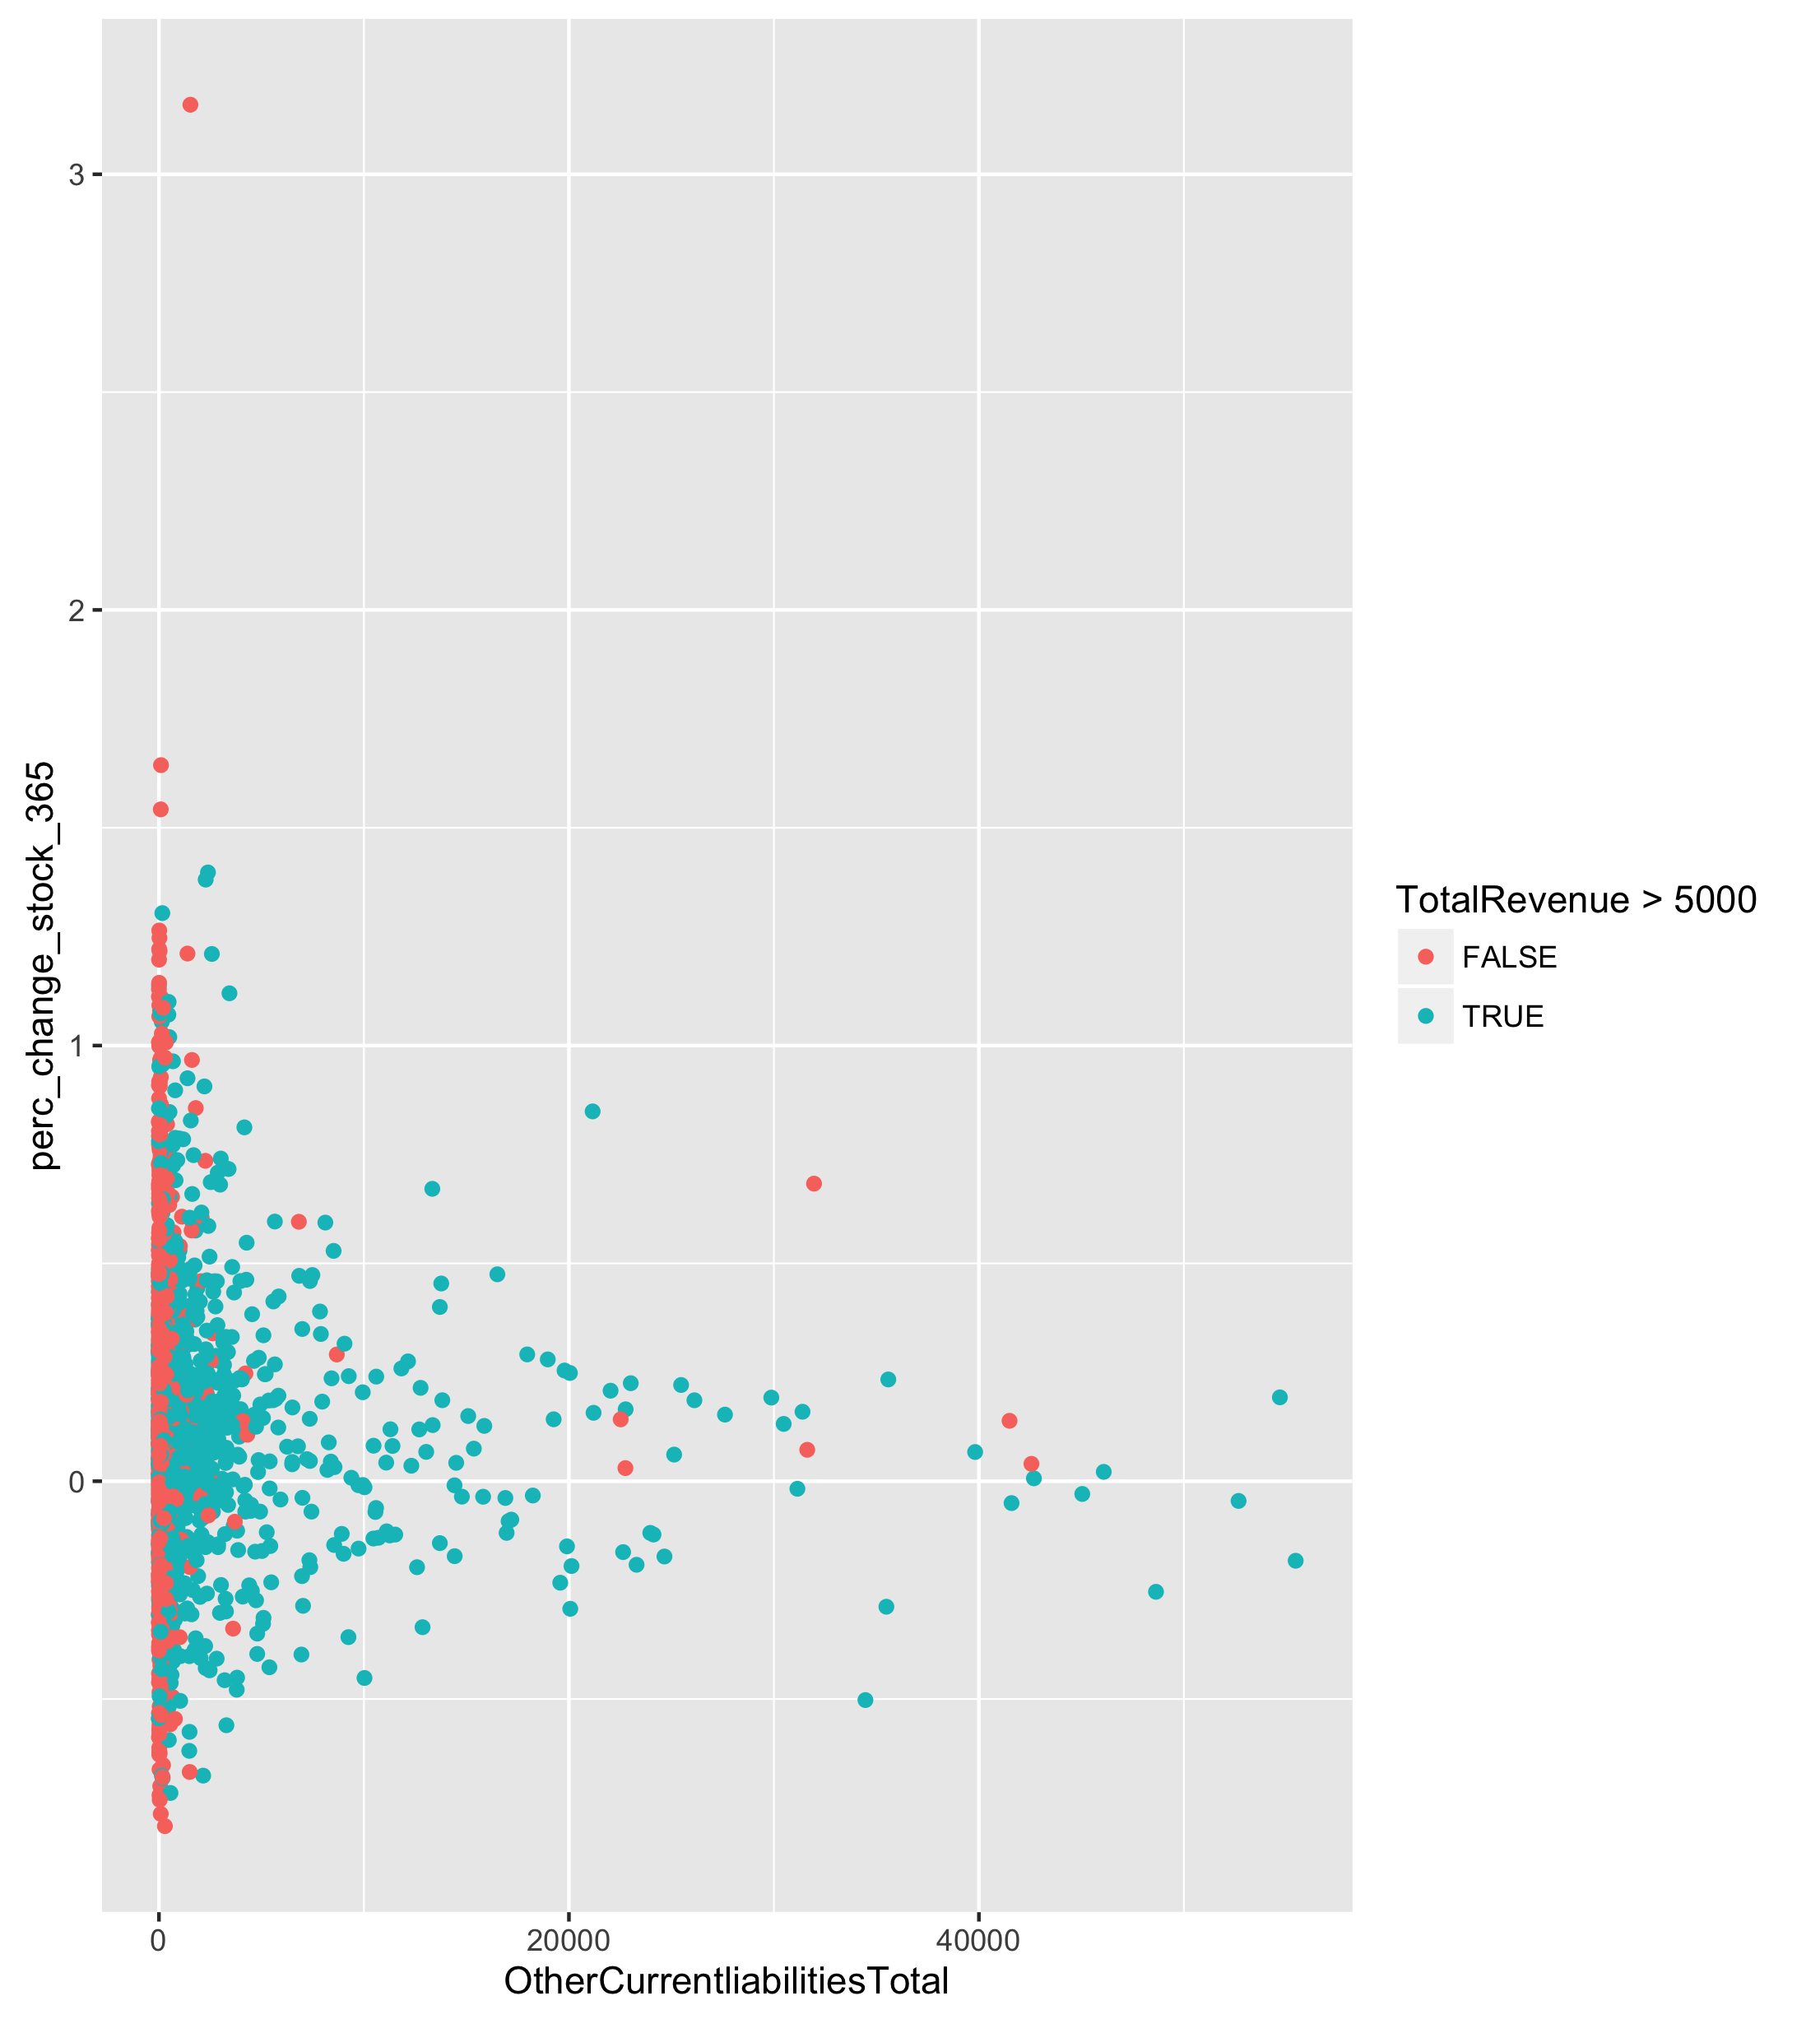 perc_change_stock_365
3
2
1
0
0
20000
40000
OtherCurrentliabilitiesTotal
TotalRevenue > 5000
FALSE
TRUE